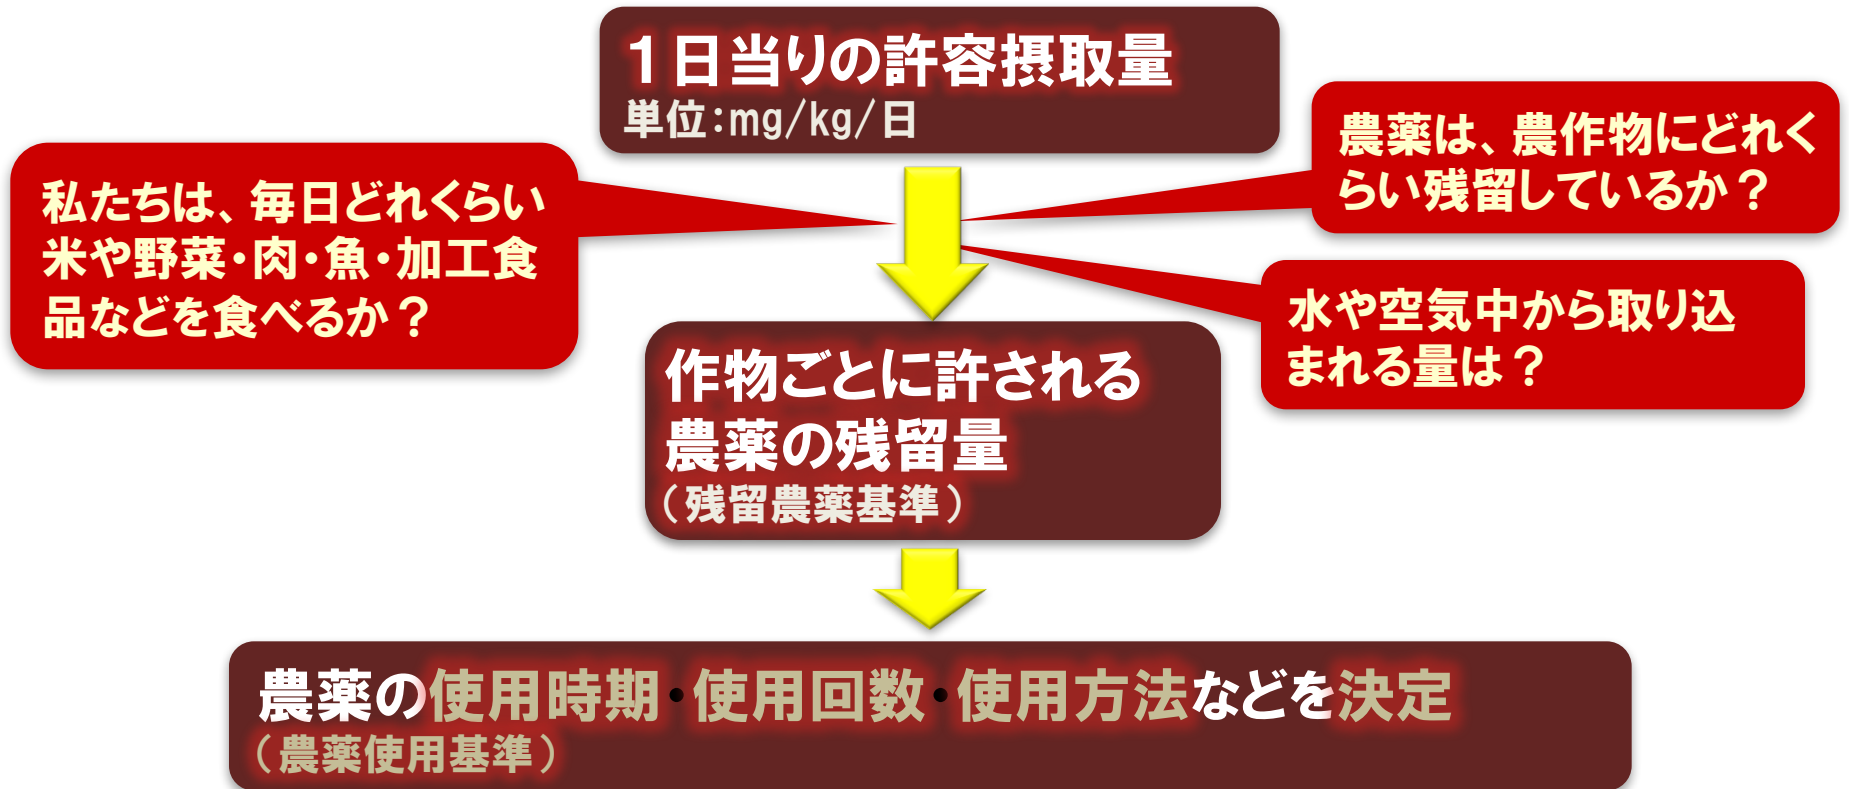 1日当りの許容摂取量
単位：mg/kg/日
農薬は、農作物にどれく
らい残留しているか？
私たちは、毎日どれくらい
米や野菜・肉・魚・加工食
品などを食べるか？
水や空気中から取り込
まれる量は？
作物ごとに許される
農薬の残留量
（残留農薬基準）
農薬の使用時期・使用回数・使用方法などを決定
（農薬使用基準）